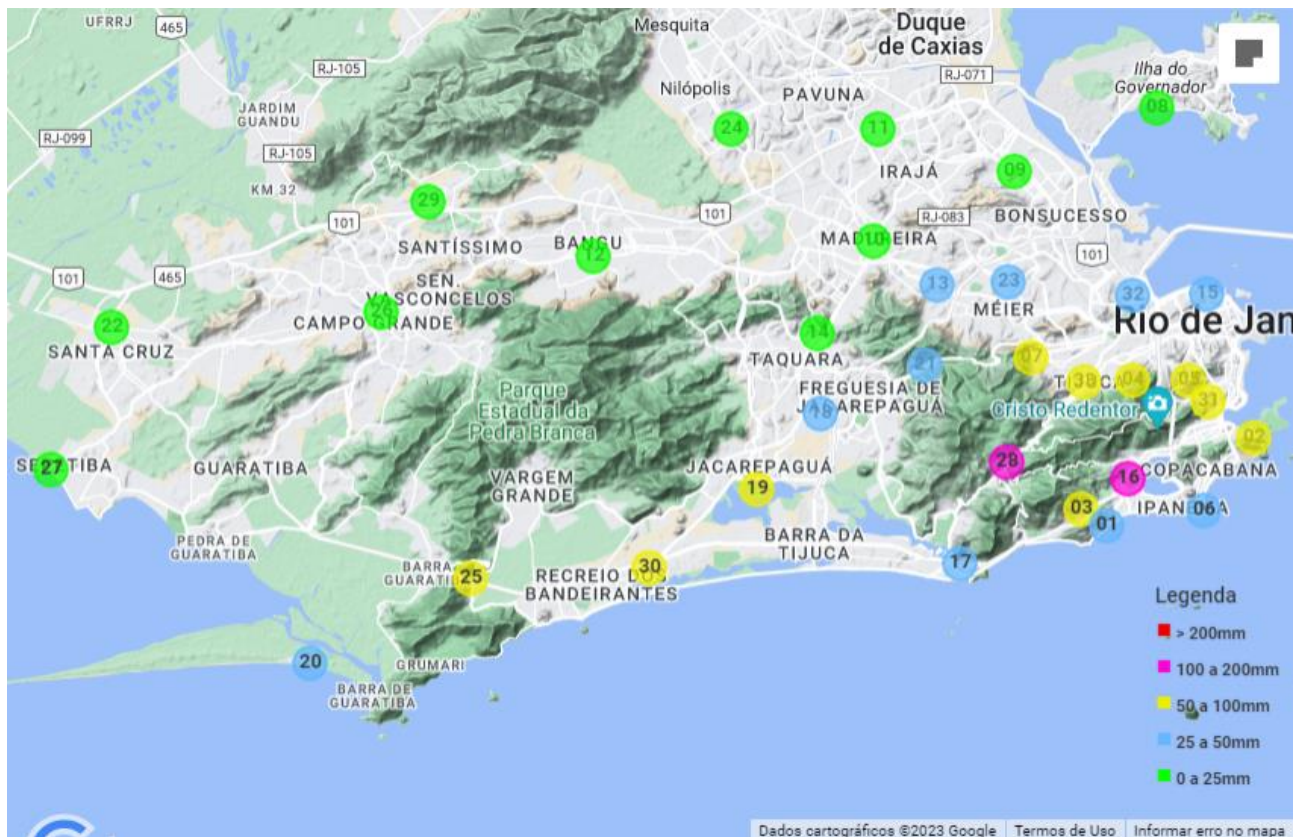 UFRRJ
465
Mesquita
Duque
de Caxias
RJ-105
Nilópolis
PAVUNA
RJ-071
Ilha do
Governador
08
JARDIM
GUANDU
RJ-099
RJ-105
24
11
IRAJÁ
09
KM 32
29
101
101
RJ-083
BONSUCESSO
SANTÍSSIMO
BANGU
12
MADUREIRA
10
101
101
465
SEN.
VASCONCELOS
26
CAMPO GRANDE
13
23
MÉIER
32
15
Rio de Jan
22
SANTA CRUZ
14
TAQUARA
07
21
FREGUESIA DE
JACAREPAGUÁ
18
04
05
31
Cristo Redentor
Parque
Estadual da
Pedra Branca
02
27
GUARATIBA
VARGEM
GRANDE
JACAREPAGUÁ
19
28
16
COPACABANA
03
01
06
PEDRA DE
GUARATIBA
BARRA DA
TIJUCA
17
BARRA
25
RECREIO DOS
BANDEIRANTES
30
20
GRUMARI
BARRA DE
GUARATIBA
Legenda
> 200mm
100 a 200mm
50 a 100mm
25 a 50mm
0 a 25mm
Dados cartográficos ©2023 Google
Termos de Uso
Informar erro no mapa